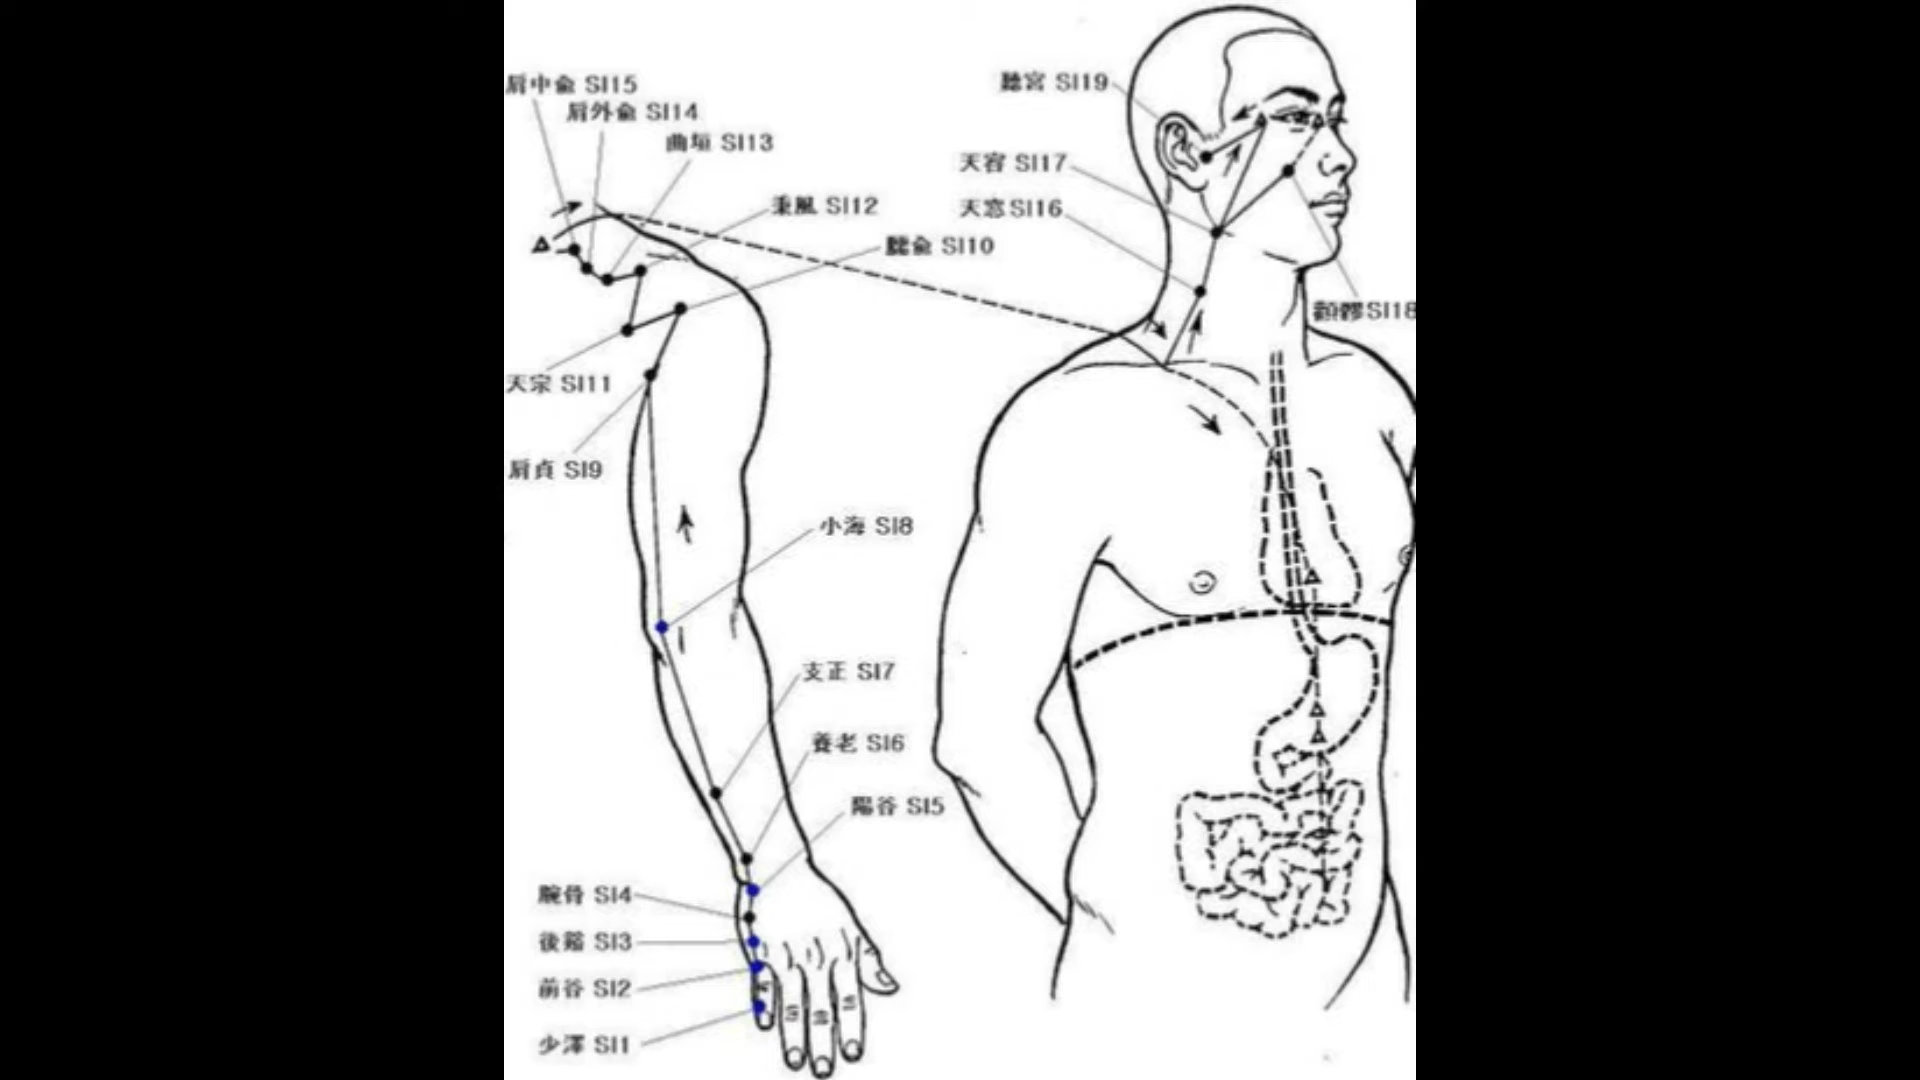 肩中兪 SI15
肩外兪 SI14
曲垣 SI13
秉風 SI12
臑兪 SI10
天宗 SI11
肩貞 SI9
小海 SI8
支正 SI7
養老 SI6
陽谷 SI5
腕骨 SI4
後谿 SI3
前谷 SI2
少澤 SI1
聽宮 SI19
天容 SI17
天窓 SI16
顴髎 SI18